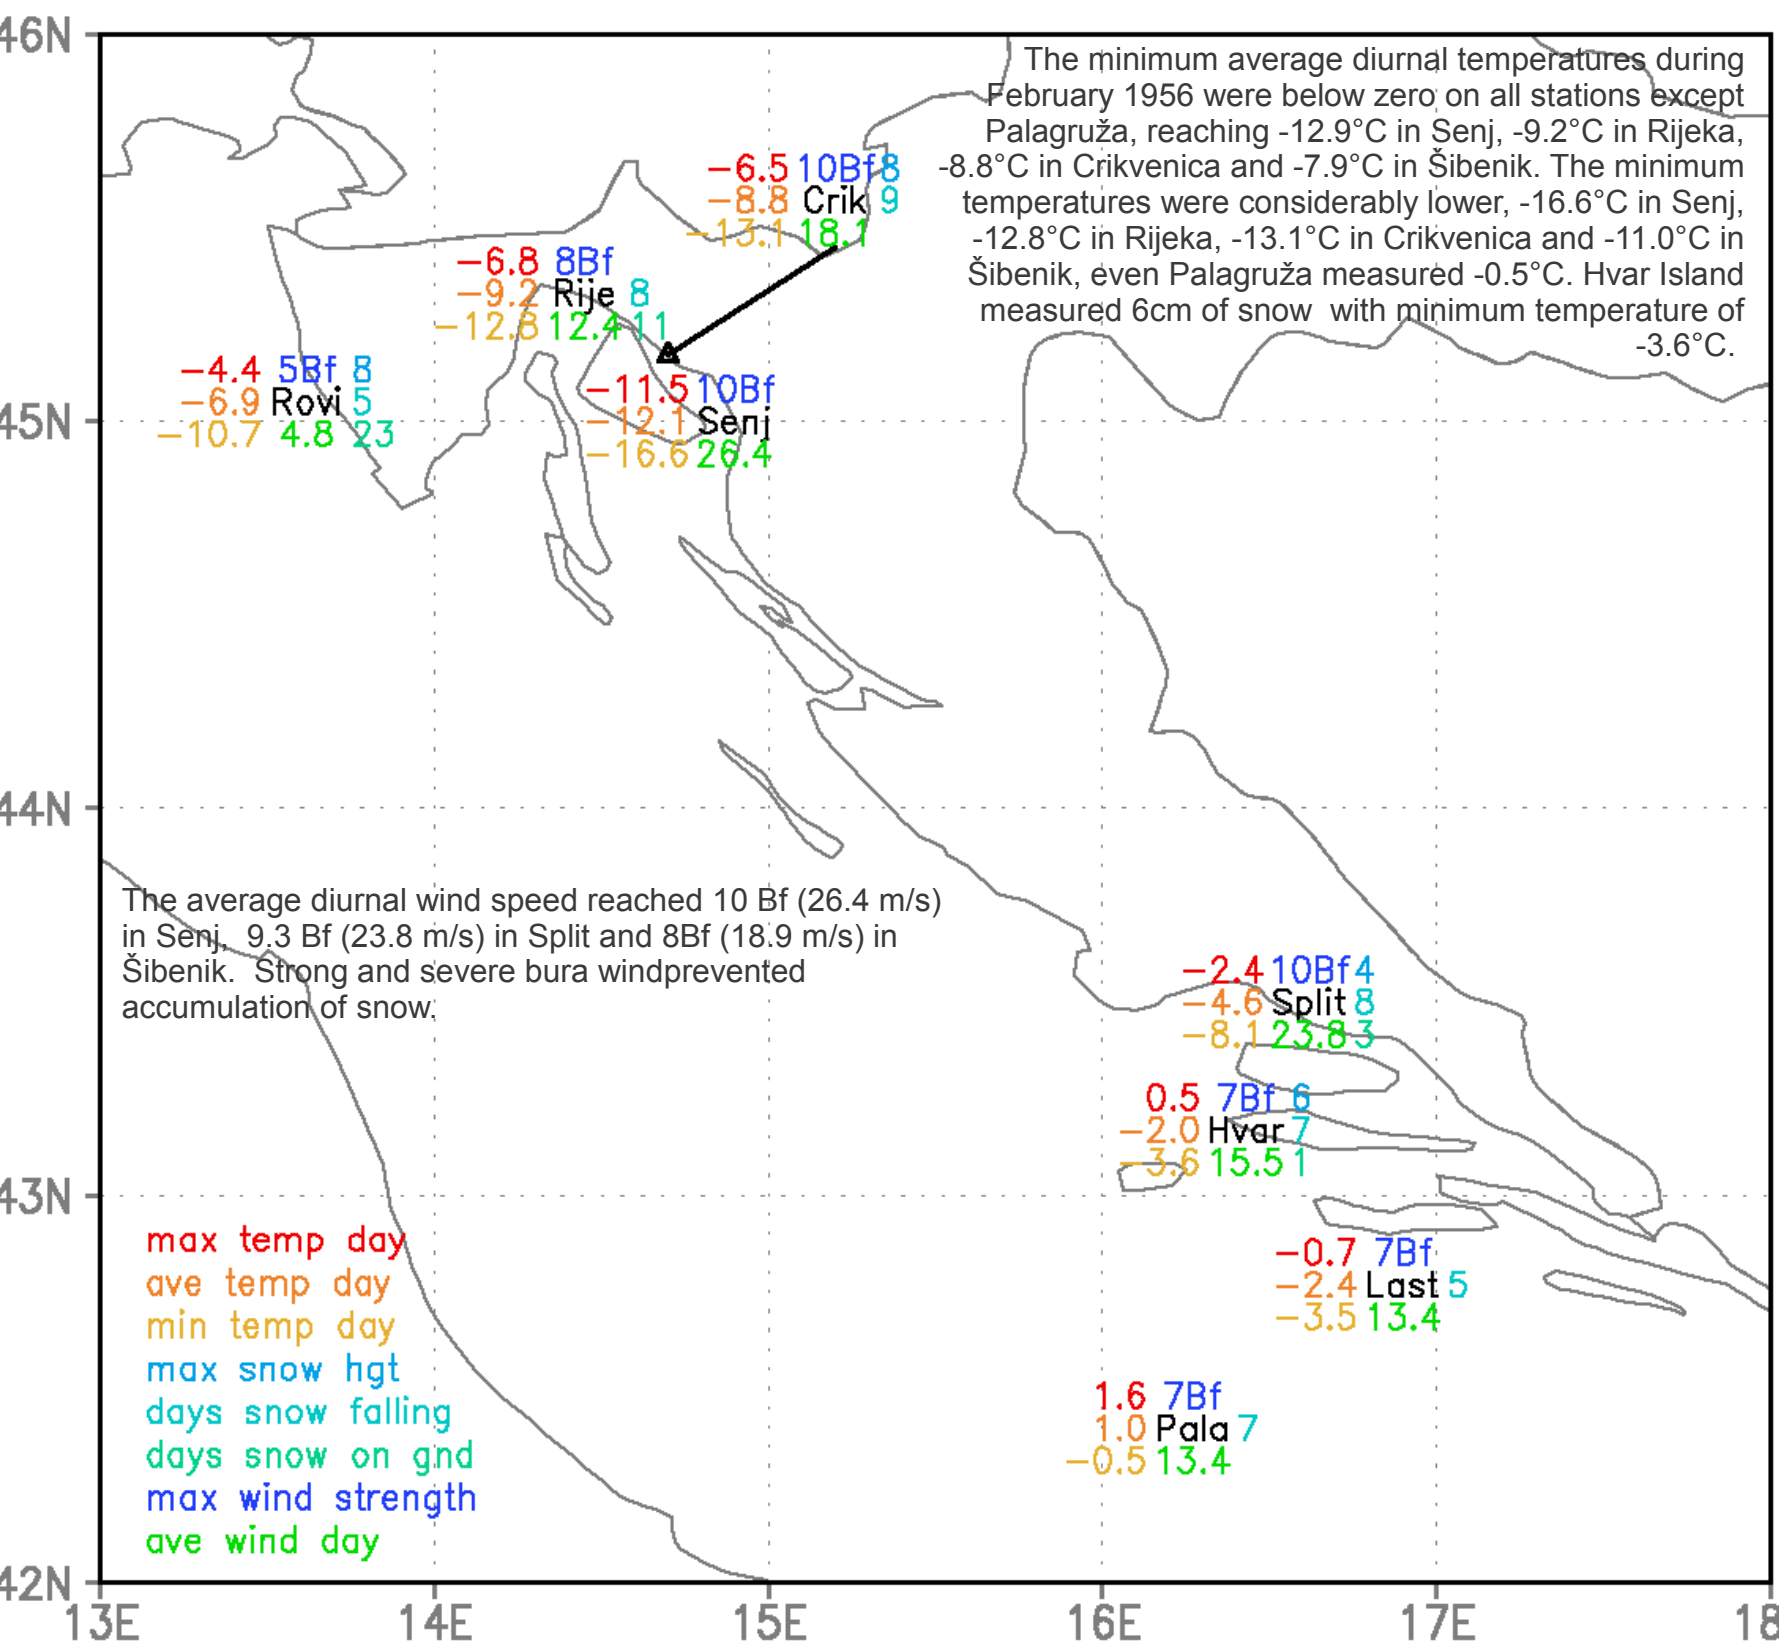 46N
The minimum average diurnal temperatures during
February 1956 were below zero on all stations except
Palagruža, reaching -12.9°C in Senj, -9.2°C in Rijeka,
-8.8°C in Crikvenica and -7.9°C in Šibenik. The minimum
temperatures were considerably lower, -16.6°C in Senj,
-12.8°C in Rijeka, -13.1°C in Crikvenica and -11.0°C in
Šibenik, even Palagruža measured -0.5°C. Hvar Island
measured 6cm of snow  with minimum temperature of
-3.6°C.
-6.5 10Bf 8
-8.8 Crik 9
-13.1 18.1
-6.8 8Bf
-9.2 Rije 8
-12.8 12.4 11
-4.4 5Bf 8
-6.9 Rovi 5
-10.7 4.8 23
-11.5 10Bf
-12.1 Senj
-16.6 26.4
45N
44N
The average diurnal wind speed reached 10 Bf (26.4 m/s)
in Senj,  9.3 Bf (23.8 m/s) in Split and 8Bf (18.9 m/s) in
Šibenik.  Strong and severe bura windprevented
accumulation of snow.
-2.4 10Bf 4
-4.6 Split 8
-8.1 23.8 3
0.5 7Bf 6
-2.0 Hvar 7
-3.6 15.5 1
43N
-0.7 7Bf
-2.4 Last 5
-3.5 13.4
1.6 7Bf
1.0 Pala 7
-0.5 13.4
max temp day
ave temp day
min temp day
max snow hgt
days snow falling
days snow on gnd
max wind strength
ave wind day
42N
13E 14E 15E 16E 17E 18